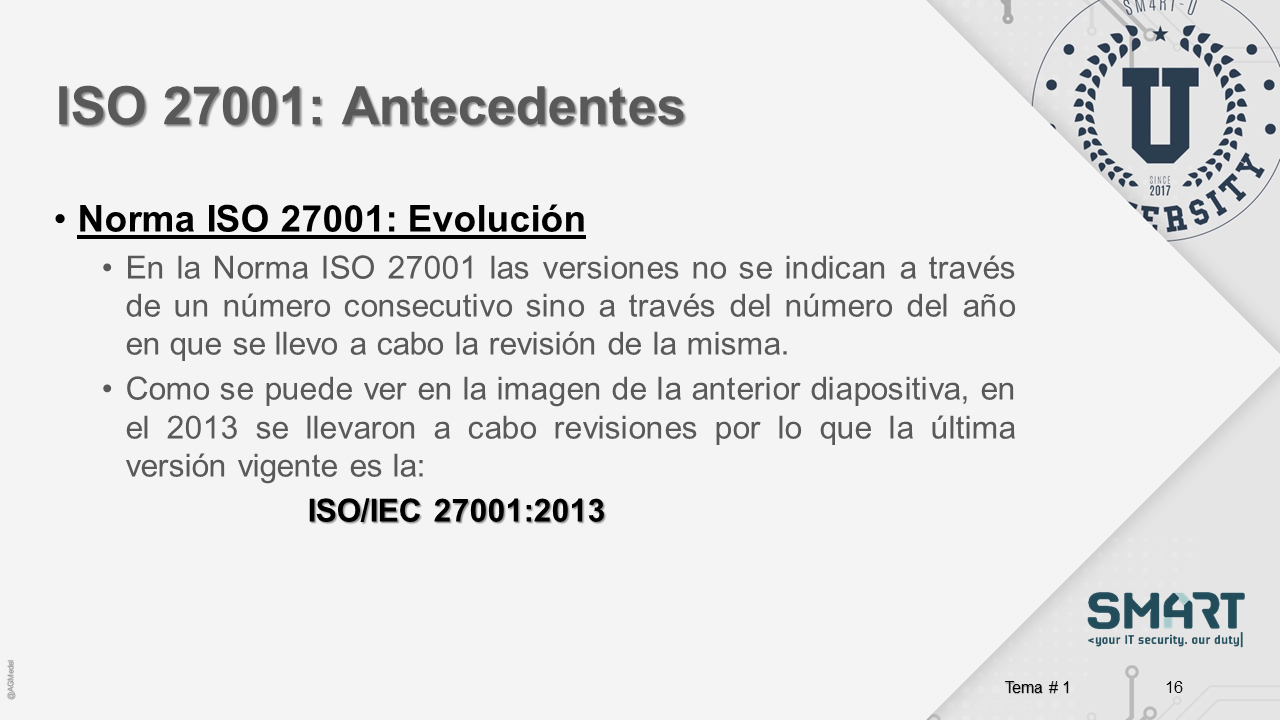 SM4RT-U
U
SINCE
2017
ERSITY
ISO 27001: Antecedentes
• Norma ISO 27001: Evolución
• En la Norma ISO 27001 las versiones no se indican a través
de un número consecutivo sino a través del número del año
en que se llevo a cabo la revisión de la misma.
• Como se puede ver en la imagen de la anterior diapositiva, en
el 2013 se llevaron a cabo revisiones por lo que la última
versión vigente es la:
ISO/IEC 27001:2013
SM4RT
<your IT security. our duty|
@AGMedel
Tema # 1
16